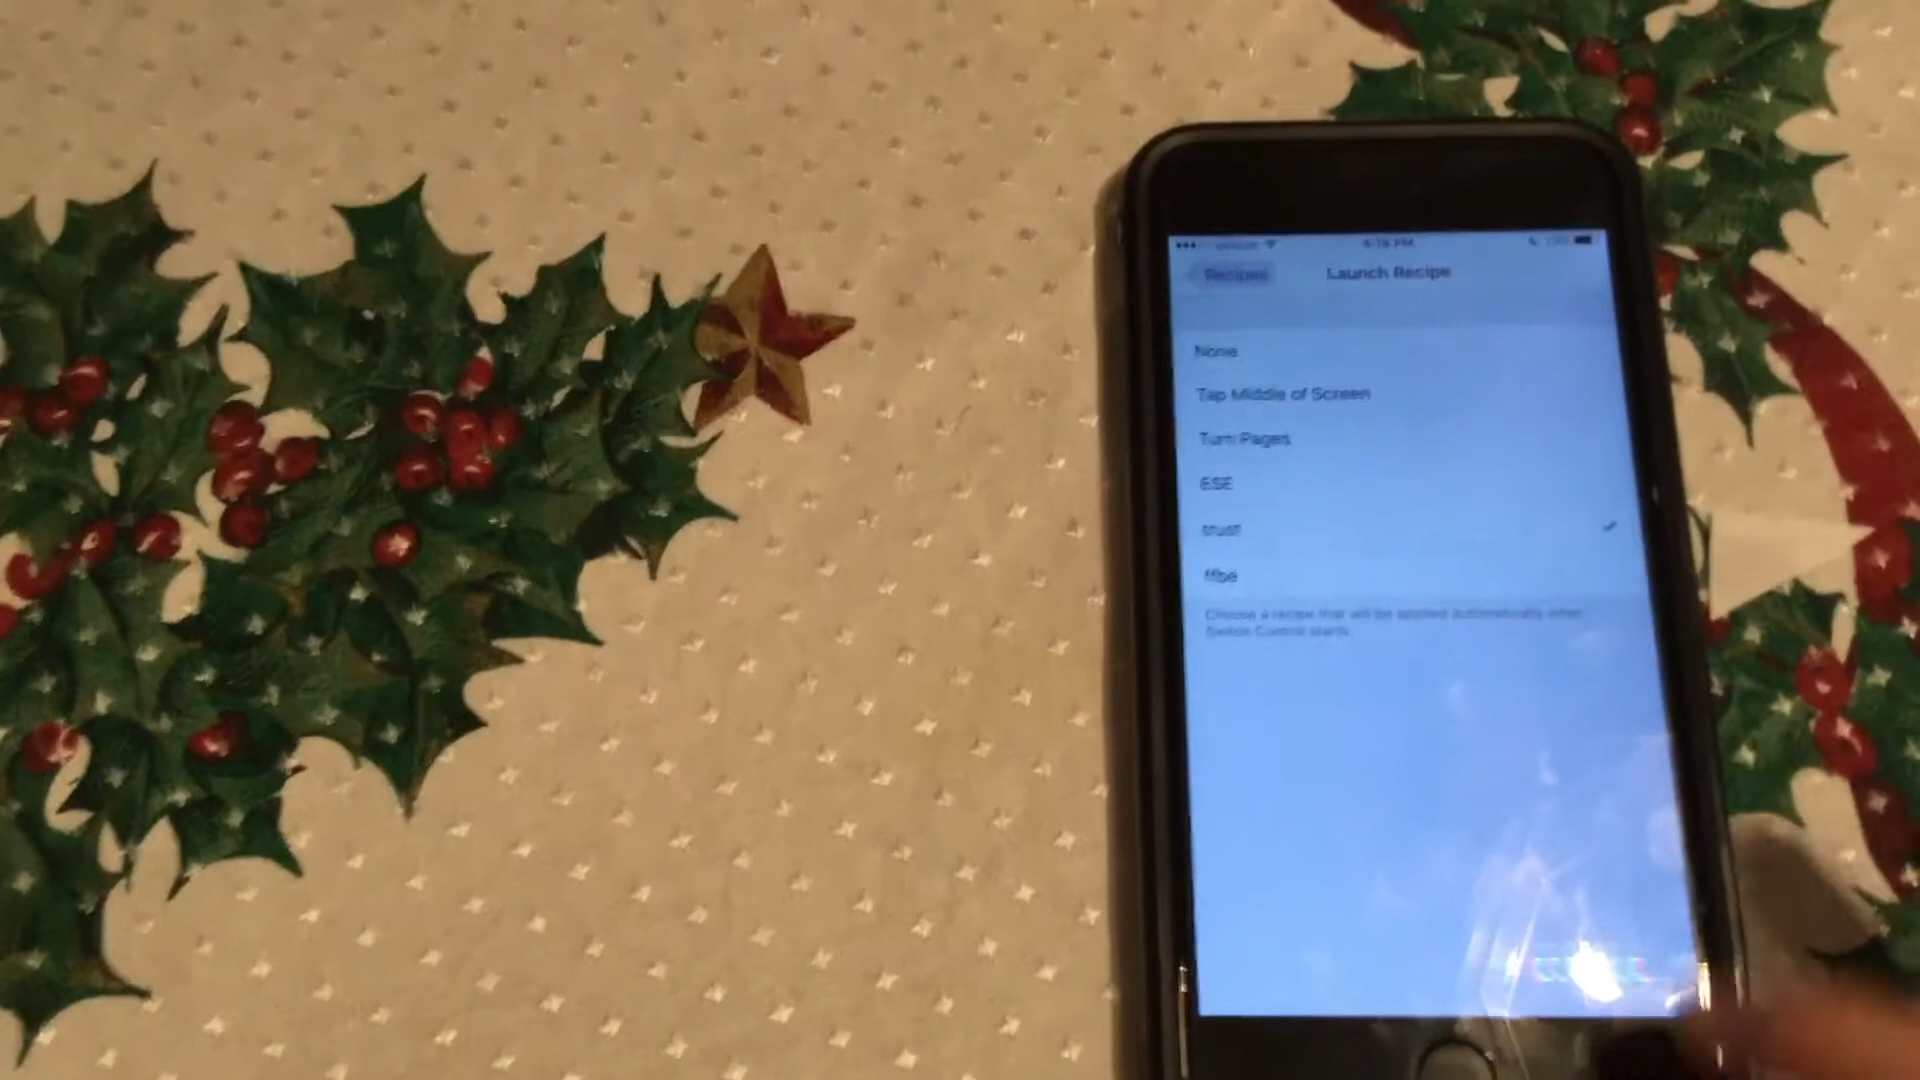 Recipes
Launch Recipe
None
Tap Middle of Screen
Turn Pages
ESE
trust
ffbe
Choose a recipe that will be applied automatically when
Switch Control starts.